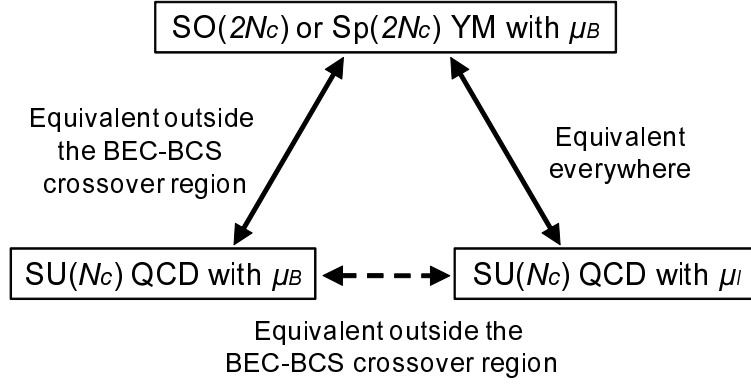 SO(2Nc) or Sp(2Nc) YM with μB
Equivalent outside
the BEC-BCS
crossover region
Equivalent
everywhere
SU(Nc) QCD with μB
SU(Nc) QCD with μI
Equivalent outside the
BEC-BCS crossover region